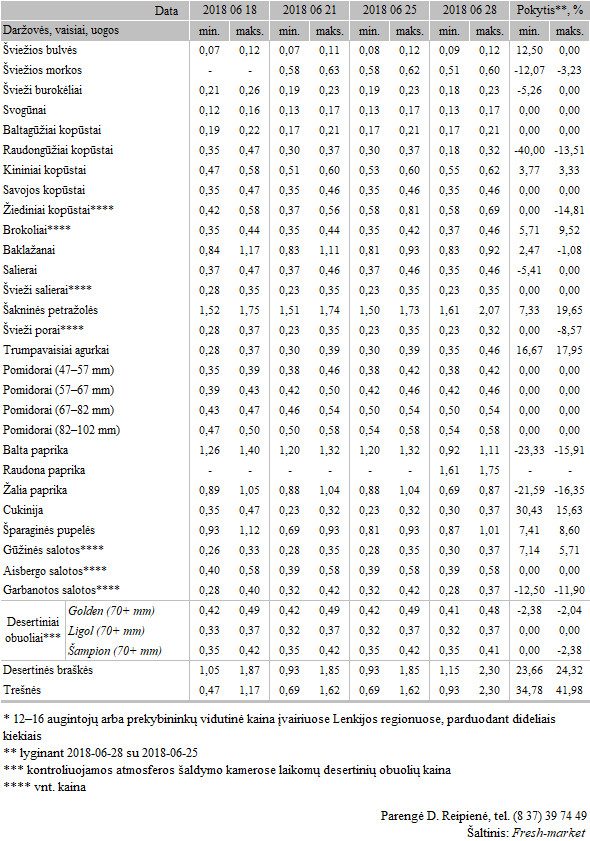 Data 2018 06 18 2018 06 21 2018 06 25 2018 06 28 Pokytis**, %
Daržovės, vaisiai, uogos min. maks. min. maks. min. maks. min. maks. min. maks.
Šviežios bulvės 0,07 0,12 0,07 0,11 0,08 0,12 0,09 0,12 12,50 0,00
Šviežios morkos - - 0,58 0,63 0,58 0,62 0,51 0,60 -12,07 -3,23
Švieži burokėliai 0,21 0,26 0,19 0,23 0,19 0,23 0,18 0,23 -5,26 0,00
Svogūnai 0,12 0,16 0,13 0,17 0,13 0,17 0,13 0,17 0,00 0,00
Baltagūžiai kopūstai 0,19 0,22 0,17 0,21 0,17 0,21 0,17 0,21 0,00 0,00
Raudongūžiai kopūstai 0,35 0,47 0,30 0,37 0,30 0,37 0,18 0,32 -40,00 -13,51
Kininiai kopūstai 0,47 0,58 0,51 0,60 0,53 0,60 0,55 0,62 3,77 3,33
Savojos kopūstai 0,35 0,47 0,35 0,46 0,35 0,46 0,35 0,46 0,00 0,00
Žiediniai kopūstai**** 0,42 0,58 0,37 0,56 0,58 0,81 0,58 0,69 0,00 -14,81
Brokoliai**** 0,35 0,44 0,35 0,44 0,35 0,42 0,37 0,46 5,71 9,52
Baklažanai 0,84 1,17 0,83 1,11 0,81 0,93 0,83 0,92 2,47 -1,08
Salierai 0,37 0,47 0,37 0,46 0,37 0,46 0,35 0,46 -5,41 0,00
Švieži salierai**** 0,28 0,35 0,23 0,35 0,23 0,35 0,23 0,35 0,00 0,00
Šakninės petražolės 1,52 1,75 1,51 1,74 1,50 1,73 1,61 2,07 7,33 19,65
Švieži porai**** 0,28 0,37 0,23 0,35 0,23 0,35 0,23 0,32 0,00 -8,57
Trumpavaisiai agurkai 0,28 0,37 0,30 0,39 0,30 0,39 0,35 0,46 16,67 17,95
Pomidorai (47–57 mm) 0,35 0,39 0,38 0,46 0,38 0,42 0,38 0,42 0,00 0,00
Pomidorai (57–67 mm) 0,39 0,43 0,42 0,50 0,42 0,46 0,42 0,46 0,00 0,00
Pomidorai (67–82 mm) 0,43 0,47 0,46 0,54 0,50 0,54 0,50 0,54 0,00 0,00
Pomidorai (82–102 mm) 0,47 0,50 0,50 0,58 0,54 0,58 0,54 0,58 0,00 0,00
Balta paprika 1,26 1,40 1,20 1,32 1,20 1,32 0,92 1,11 -23,33 -15,91
Raudona paprika - - - - - - 1,61 1,75 - -
Žalia paprika 0,89 1,05 0,88 1,04 0,88 1,04 0,69 0,87 -21,59 -16,35
Cukinija 0,35 0,47 0,23 0,32 0,23 0,32 0,30 0,37 30,43 15,63
Šparaginės pupelės 0,93 1,12 0,69 0,93 0,81 0,93 0,87 1,01 7,41 8,60
Gūžinės salotos**** 0,26 0,33 0,28 0,35 0,28 0,35 0,30 0,37 7,14 5,71
Aisbergo salotos**** 0,40 0,58 0,39 0,58 0,39 0,58 0,39 0,58 0,00 0,00
Garbanotos salotos**** 0,28 0,40 0,32 0,42 0,32 0,42 0,28 0,37 -12,50 -11,90
Desertiniai obuoliai*** Golden (70+ mm) 0,42 0,49 0,42 0,49 0,42 0,49 0,41 0,48 -2,38 -2,04
Ligol (70+ mm) 0,33 0,37 0,32 0,37 0,32 0,37 0,32 0,37 0,00 0,00
Šampion (70+ mm) 0,35 0,42 0,35 0,42 0,35 0,42 0,35 0,41 0,00 -2,38
Desertinės braškės 1,05 1,87 0,93 1,85 0,93 1,85 1,15 2,30 23,66 24,32
Trešnės 0,47 1,17 0,69 1,62 0,69 1,62 0,93 2,30 34,78 41,98
* 12–16 augintojų arba prekybininkų vidutinė kaina įvairiuose Lenkijos regionuose, parduodant dideliais
kiekiais
** lyginant 2018-06-28 su 2018-06-25
*** kontroliuojamos atmosferos šaldymo kamerose laikomų desertinių obuolių kaina
**** vnt. kaina
Parengė D. Reipienė, tel. (8 37) 39 74 49
Šaltinis: Fresh-market